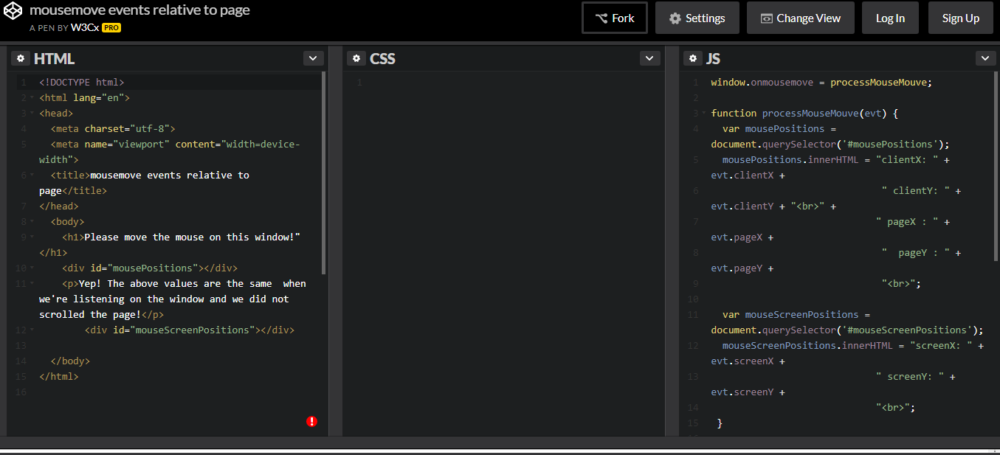 mousemove events relative to page
A PEN BY W3Cx PRO
Fork
Settings
Change View
Log In
Sign Up
HTML
1 <!DOCTYPE html>
2 <html lang="en">
3 <head>
4 <meta charset="utf-8">
5 <meta name="viewport" content="width=device-
width">
6 <title>mousemove events relative to
page</title>
7 </head>
8 <body>
9 <h1>Please move the mouse on this window!"
</h1>
10 <div id="mousePositions"></div>
11 <p>Yep! The above values are the same  when
we're listening on the window and we did not
scrolled the page!</p>
12 <div id="mouseScreenPositions"></div>
13
14 </body>
15 </html>
16
CSS
1
JS
1 window.onmousemove = processMouseMouve;
2
3 function processMouseMouve(evt) {
4 var mousePositions =
document.querySelector('#mousePositions');
5 mousePositions.innerHTML = "clientX: " +
evt.clientX +
6 " clientY: " +
evt.clientY + "<br>" +
7 " pageX : " +
evt.pageX +
8 "  pageY : " +
evt.pageY +
9 "<br>";
10
11 var mouseScreenPositions =
document.querySelector('#mouseScreenPositions');
12 mouseScreenPositions.innerHTML = "screenX: " +
evt.screenX +
13 " screenY: " +
evt.screenY +
14 "<br>";
15 }